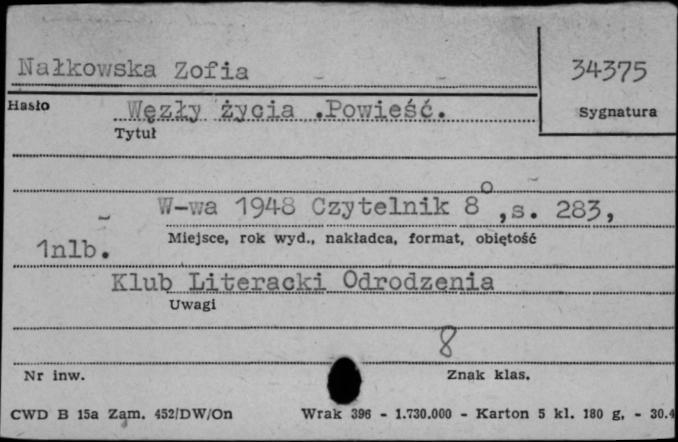 Nałkowska Zofia
34375
Hasło
Sygnatura
Węzły życia .Powieść.
Tytuł
W-wa 1948 Czytelnik 8°,s. 283,
Miejsce, rok wyd., nakładca, format, objętość
1nlb.
Klub Literacki Odrodzenia
Uwagi
8
Nr inw.
Znak klas.
CWD B 15a Zam. 452/DW/On Wrak 396 - 1.730.000 - Karton 5 kl. 180 g. - 30.4